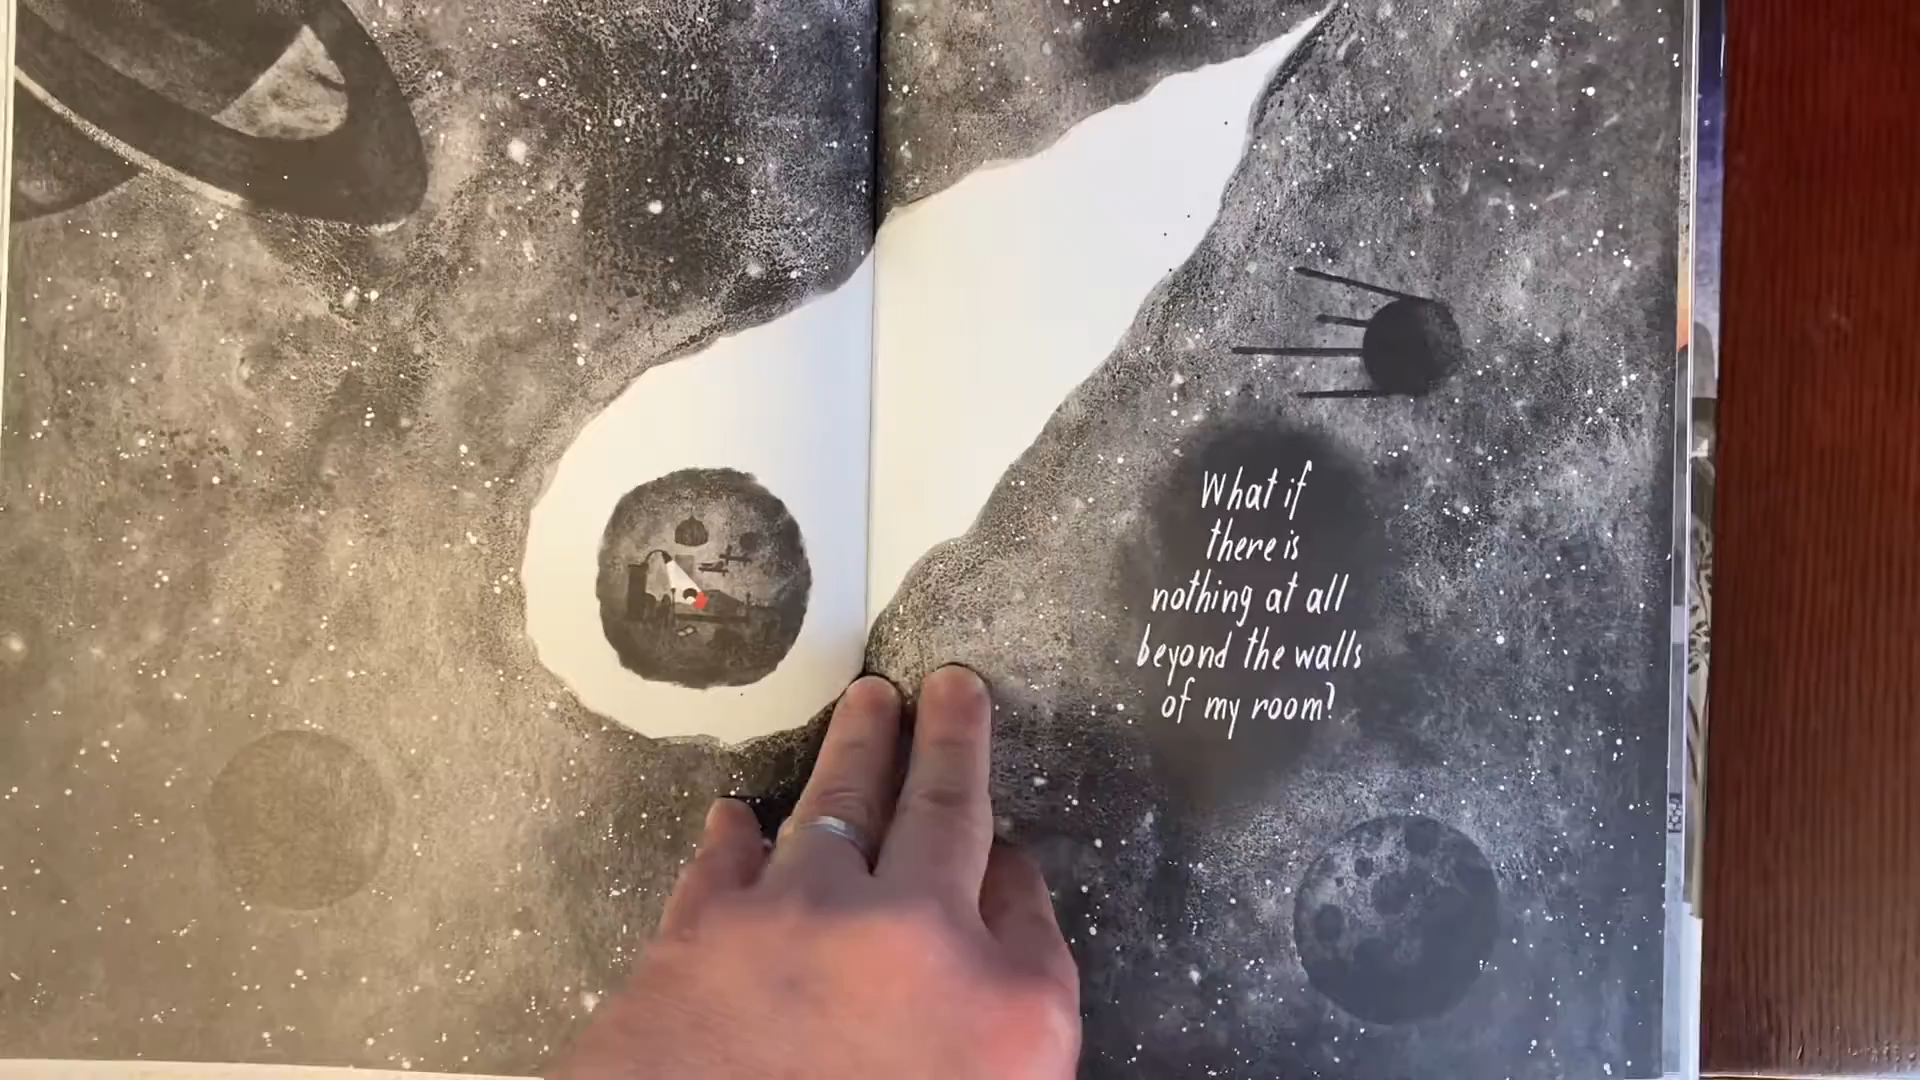 What if
there is
nothing at all
beyond the walls
of my room?